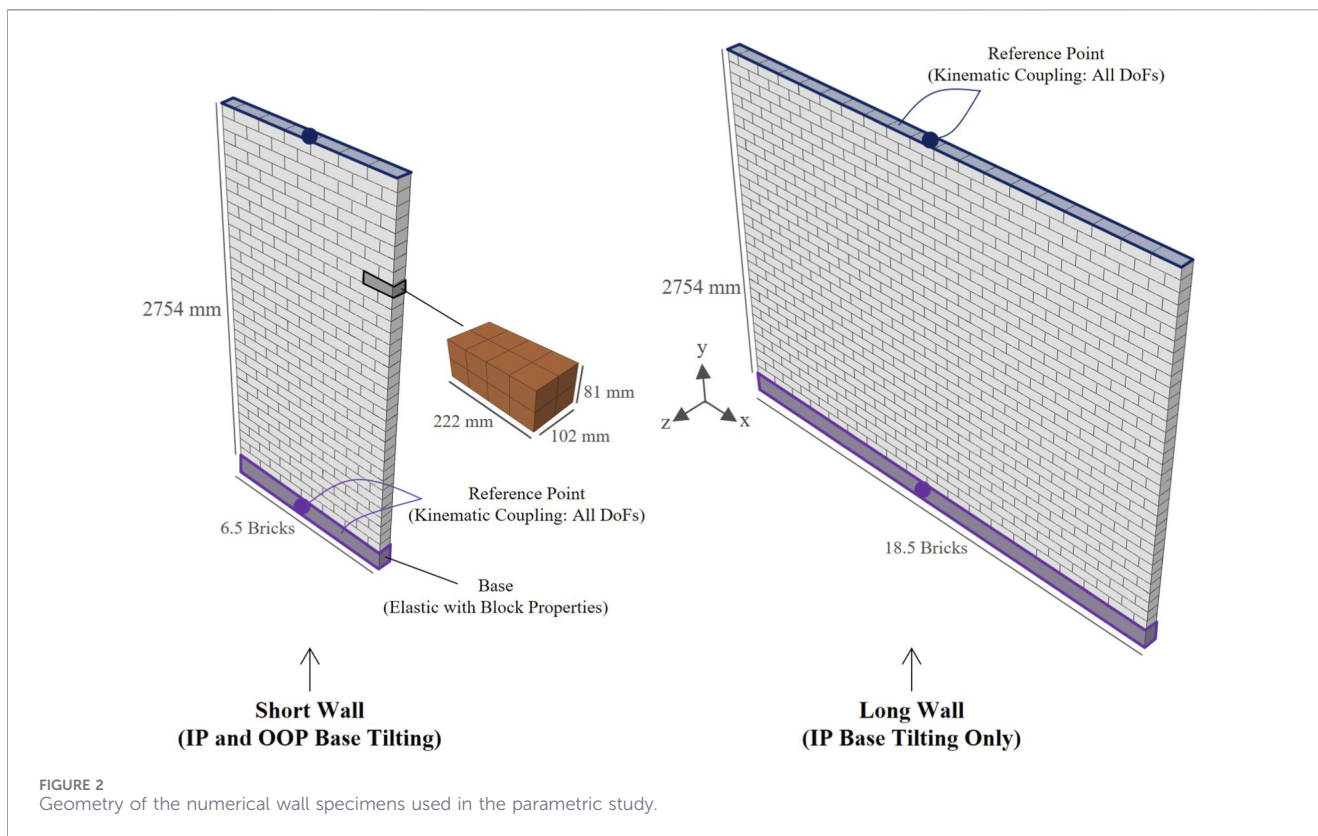 Reference Point
(Kinematic Coupling: All DoFs)
2754 mm
222 mm
102 mm
81 mm
Reference Point
(Kinematic Coupling: All DoFs)
6.5 Bricks
Base
(Elastic with Block Properties)
2754 mm
y
z
x
18.5 Bricks
Short Wall
(IP and OOP Base Tilting)
Long Wall
(IP Base Tilting Only)
FIGURE 2
Geometry of the numerical wall specimens used in the parametric study.